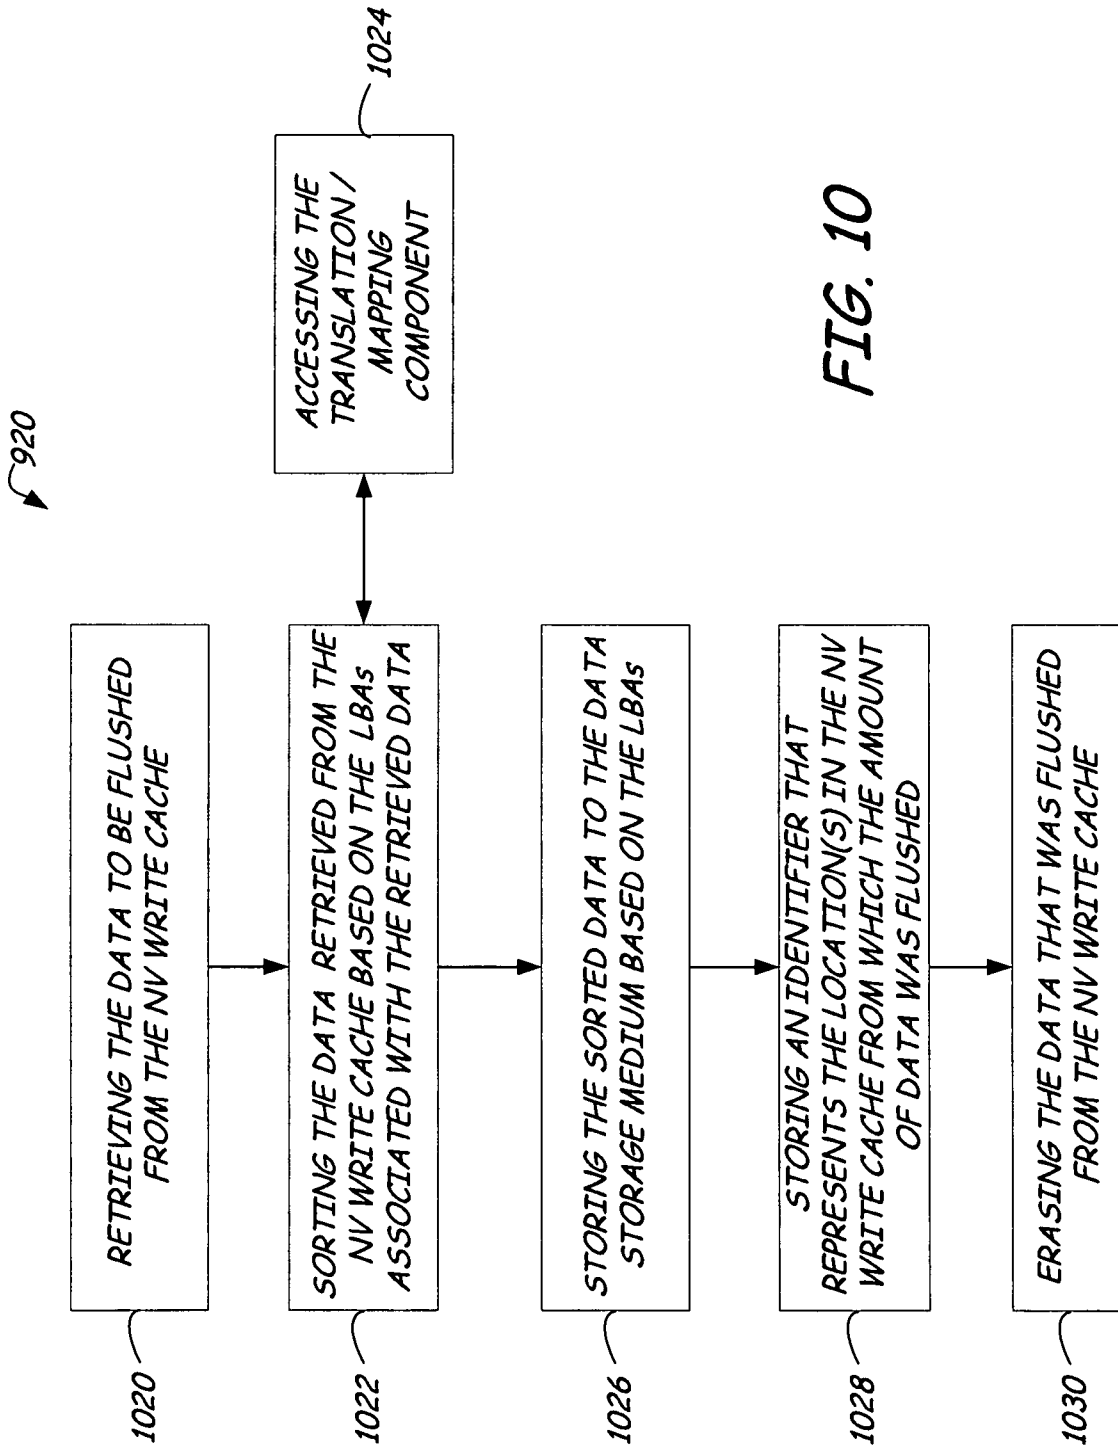 920
1020
RETRIEVING THE DATA TO BE FLUSHED
FROM THE NV WRITE CACHE
1022
SORTING THE DATA RETRIEVED FROM THE
NV WRITE CACHE BASED ON THE LBAs
ASSOCIATED WITH THE RETRIEVED DATA
1024
ACCESSING THE
TRANSLATION /
MAPPING
COMPONENT
1026
STORING THE SORTED DATA TO THE DATA
STORAGE MEDIUM BASED ON THE LBAs
1028
STORING AN IDENTIFIER THAT
REPRESENTS THE LOCATION(S) IN THE NV
WRITE CACHE FROM WHICH THE AMOUNT
OF DATA WAS FLUSHED
1030
ERASING THE DATA THAT WAS FLUSHED
FROM THE NV WRITE CACHE
FIG. 10